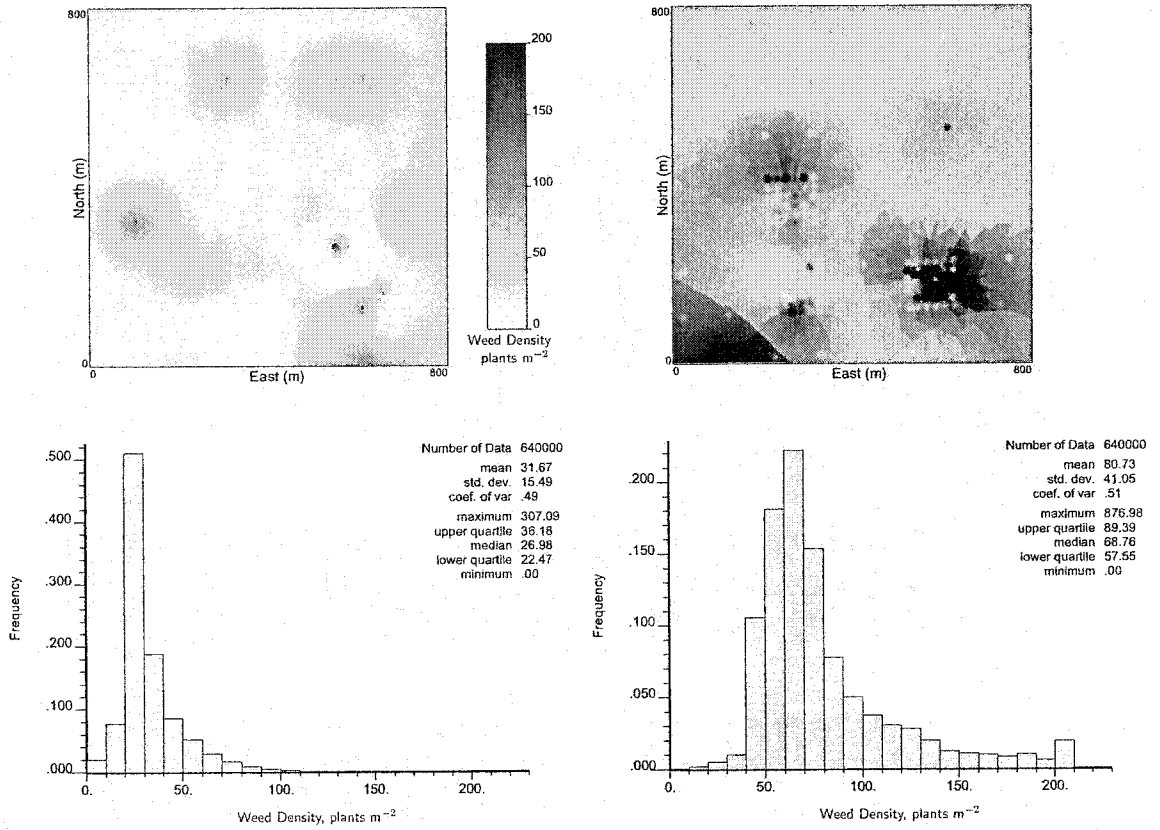 800
North (m)
0
0
East (m)
800
200
150
100
50
0
Weed Density
plants m⁻²
800
North (m)
0
0
East (m)
800
Number of Data 640000
mean 31.67
std. dev. 15.49
coef. of var .49
maximum 307.09
upper quartile 36.18
median 26.98
lower quartile 22.47
minimum .00
Frequency
.500
.400
.300
.200
.100
.000
0. 50. 100. 150. 200.
Weed Density, plants m⁻²
Number of Data 640000
mean 80.73
std. dev. 41.05
coef. of var .51
maximum 876.98
upper quartile 89.39
median 68.76
lower quartile 57.55
minimum .00
Frequency
.200
.150
.100
.050
.000
0. 50. 100. 150. 200.
Weed Density, plants m⁻²